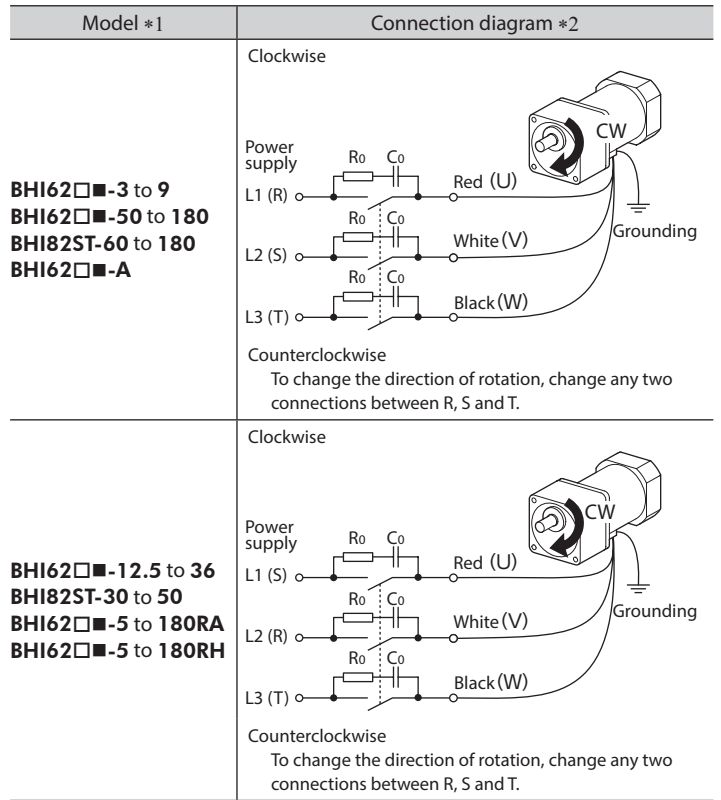 Model *1
Connection diagram *2
BHI62□■-3 to 9
BHI62□■-50 to 180
BHI82ST-60 to 180
BHI62□■-A
Clockwise
Power
supply
L1 (R)
R0 C0
Red (U)
CW
L2 (S)
R0 C0
White (V)
Grounding
L3 (T)
R0 C0
Black (W)
Counterclockwise
To change the direction of rotation, change any two
connections between R, S and T.
BHI62□■-12.5 to 36
BHI82ST-30 to 50
BHI62□■-5 to 180RA
BHI62□■-5 to 180RH
Clockwise
Power
supply
L1 (S)
R0 C0
Red (U)
CW
L2 (R)
R0 C0
White (V)
Grounding
L3 (T)
R0 C0
Black (W)
Counterclockwise
To change the direction of rotation, change any two
connections between R, S and T.